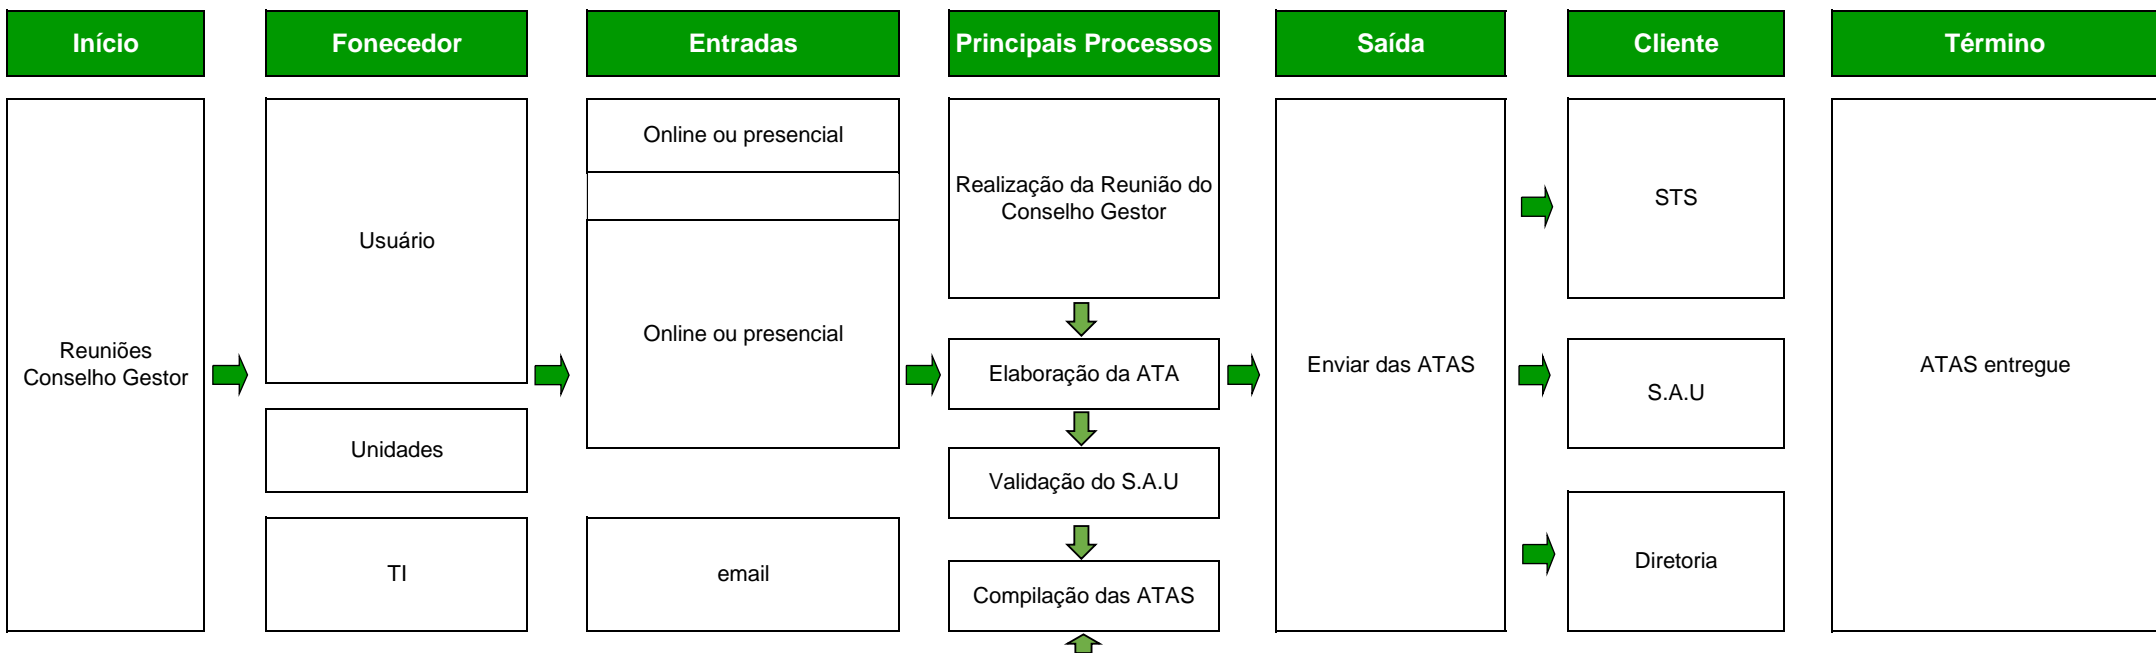 Início
Fonecedor
Entradas
Principais Processos
Saída
Cliente
Término
Reuniões
Conselho Gestor
Usuário
Unidades
TI
Online ou presencial
Online ou presencial
email
Realização da Reunião do
Conselho Gestor
Elaboração da ATA
Validação do S.A.U
Compilação das ATAS
Enviar das ATAS
STS
S.A.U
Diretoria
ATAS entregue